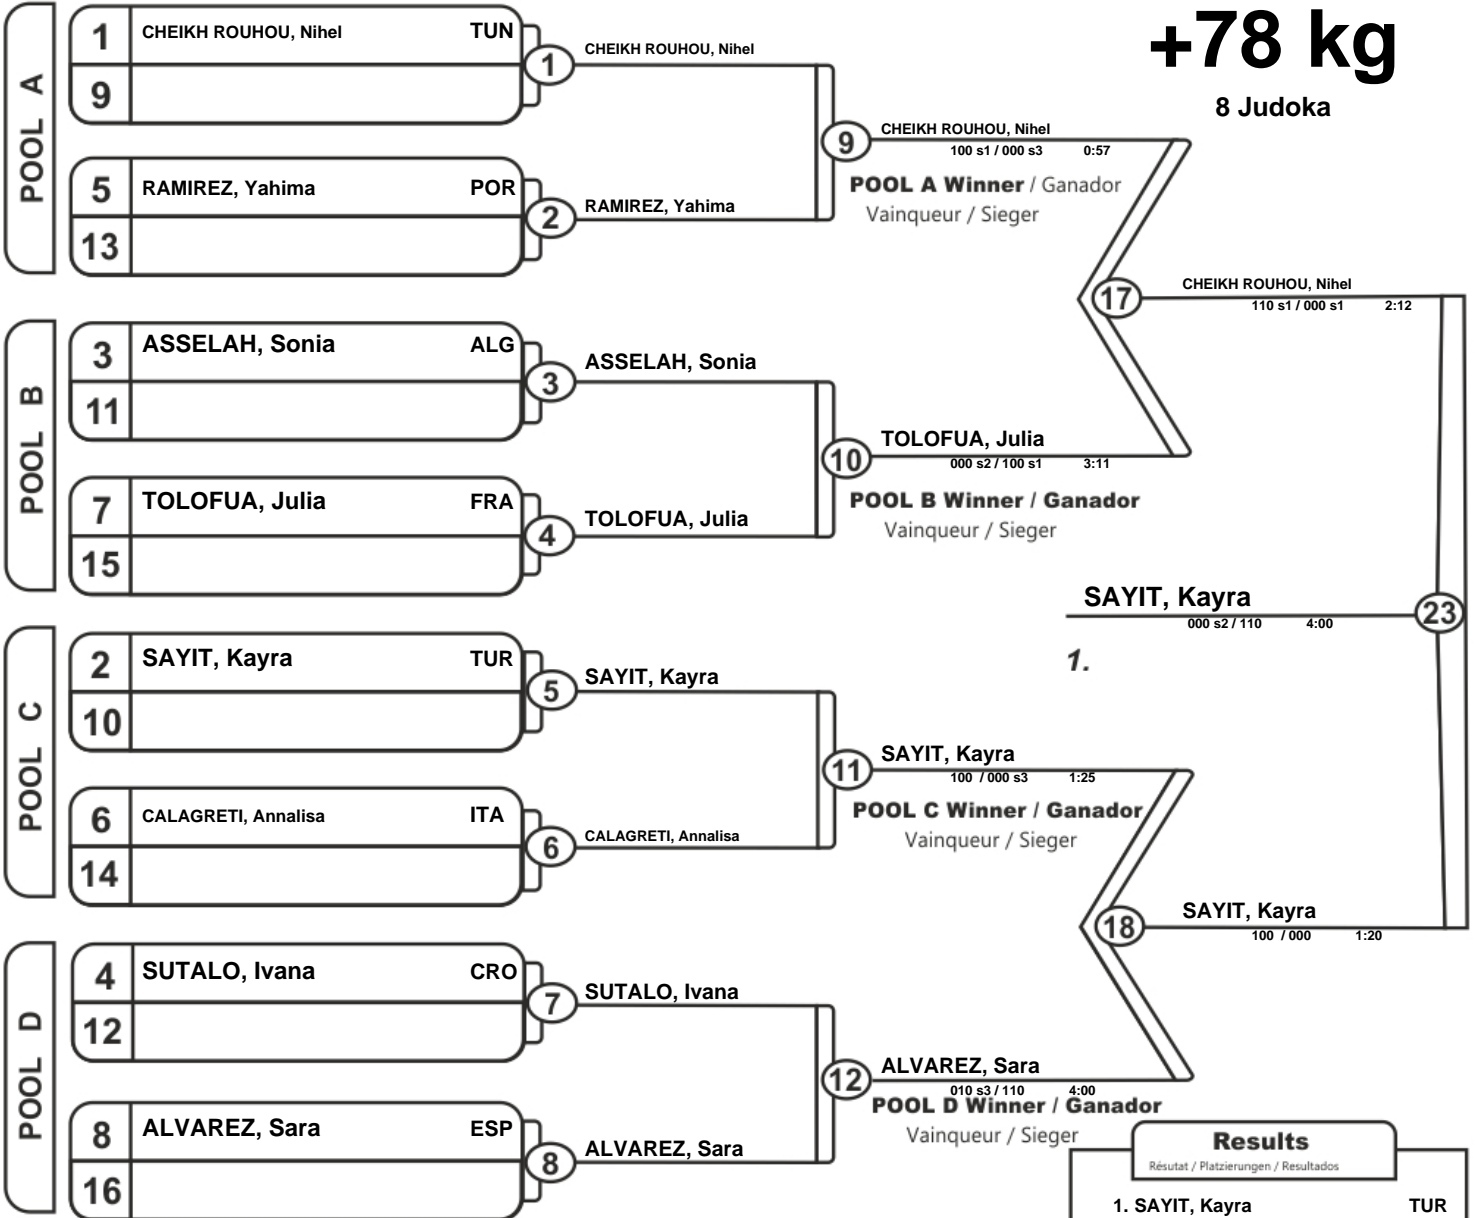 +78 kg
8 Judoka
POOL A
1 CHEIKH ROUHOU, Nihel TUN
9
5 RAMIREZ, Yahima POR
13
1 CHEIKH ROUHOU, Nihel
2 RAMIREZ, Yahima
9 CHEIKH ROUHOU, Nihel
100 s1 / 000 s3 0:57
POOL A Winner / Ganador
Vainqueur / Sieger
POOL B
3 ASSELAH, Sonia ALG
11
7 TOLOFUA, Julia FRA
15
3 ASSELAH, Sonia
4 TOLOFUA, Julia
10 TOLOFUA, Julia
000 s2 / 100 s1 3:11
POOL B Winner / Ganador
Vainqueur / Sieger
17 CHEIKH ROUHOU, Nihel
110 s1 / 000 s1 2:12
SAYIT, Kayra 23
000 s2 / 110 4:00
1.
POOL C
2 SAYIT, Kayra TUR
10
6 CALAGRETI, Annalisa ITA
14
5 SAYIT, Kayra
6 CALAGRETI, Annalisa
11 SAYIT, Kayra
100 / 000 s3 1:25
POOL C Winner / Ganador
Vainqueur / Sieger
18 SAYIT, Kayra
100 / 000 1:20
POOL D
4 SUTALO, Ivana CRO
12
8 ALVAREZ, Sara ESP
16
7 SUTALO, Ivana
8 ALVAREZ, Sara
12 ALVAREZ, Sara
010 s3 / 110 4:00
POOL D Winner / Ganador
Vainqueur / Sieger
Results
Résutat / Platzierungen / Resultados
1. SAYIT, Kayra TUR